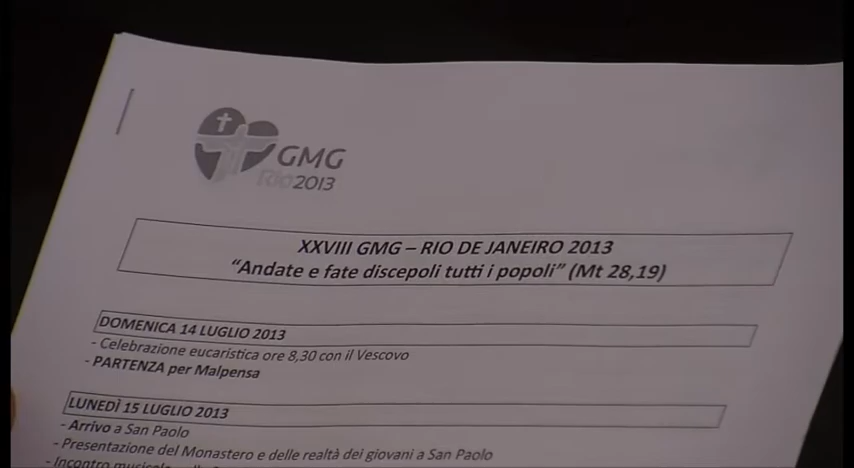 GMG
Rio2013
XXVIII GMG – RIO DE JANEIRO 2013
“Andate e fate discepoli tutti i popoli” (Mt 28,19)
DOMENICA 14 LUGLIO 2013
- Celebrazione eucaristica ore 8,30 con il Vescovo
- PARTENZA per Malpensa
LUNEDÌ 15 LUGLIO 2013
- Arrivo a San Paolo
- Presentazione del Monastero e delle realtà dei giovani a San Paolo
- Incontro